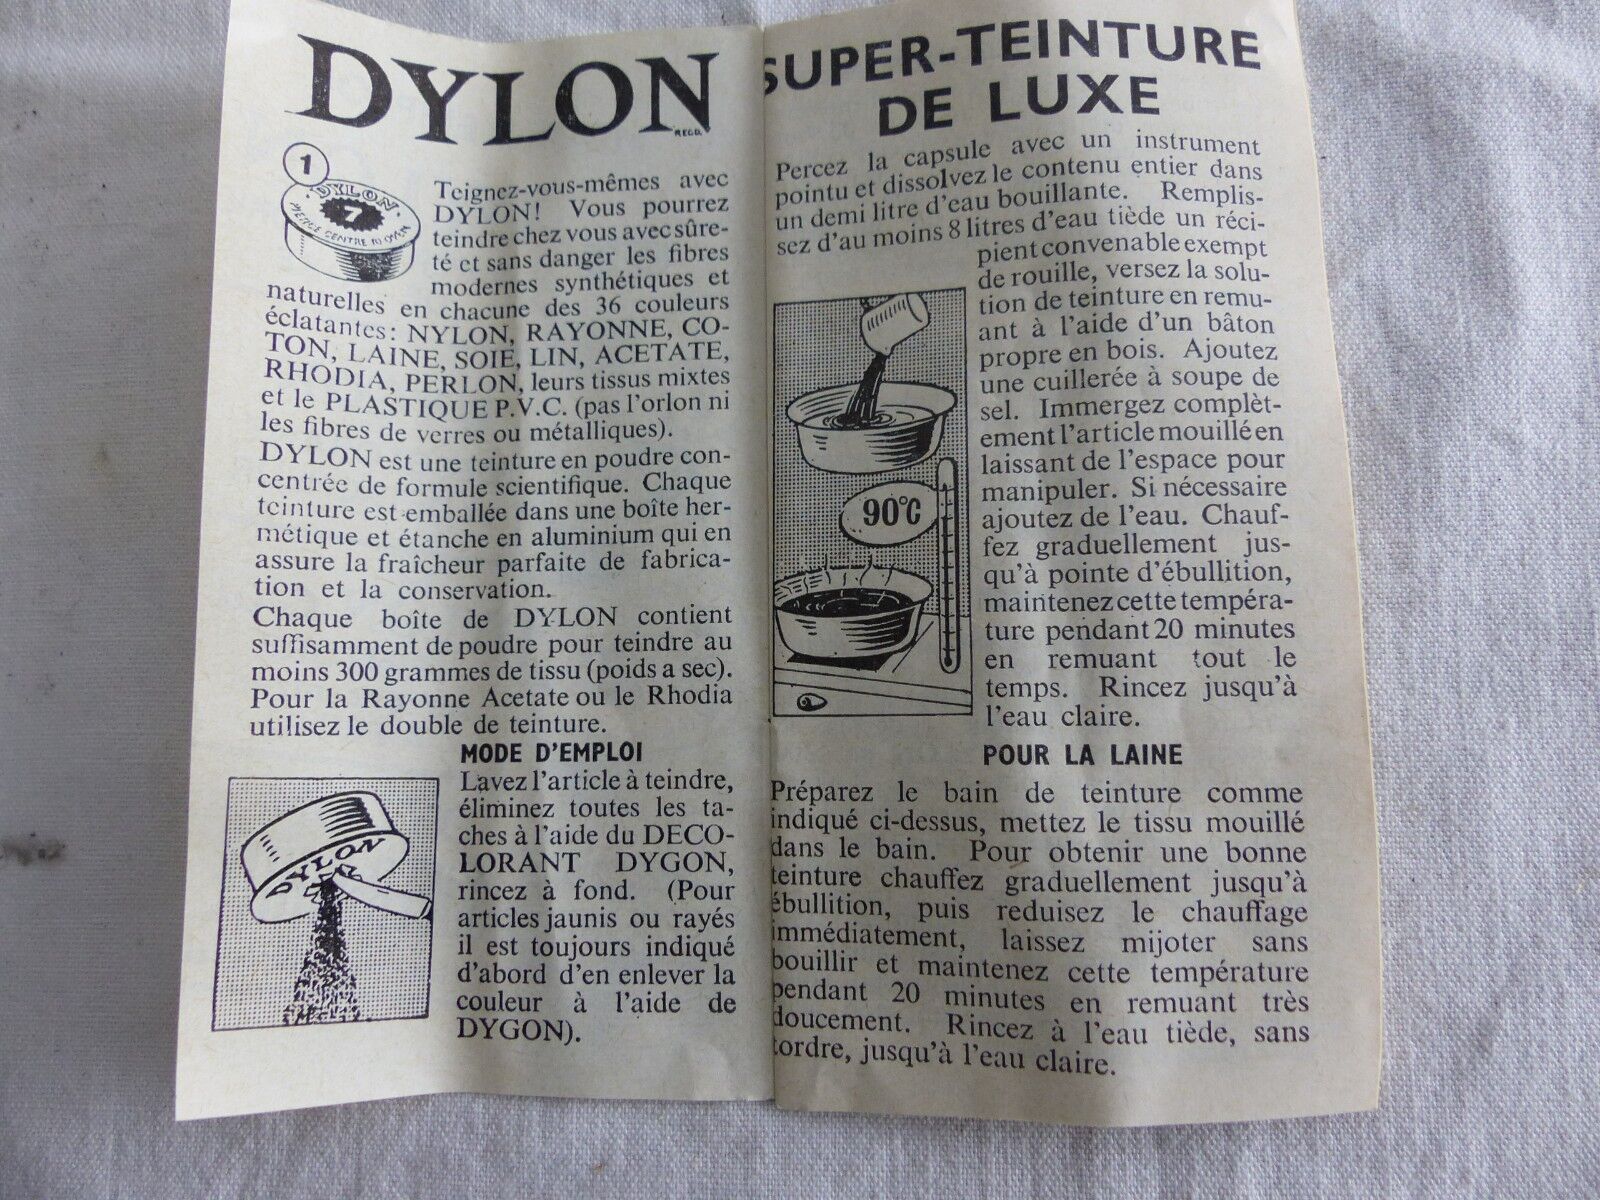 DYLON
REGD.
1
DYLON
7
PIERCE CENTRE TO OPEN
Teignez-vous-mêmes avec
DYLON! Vous pourrez
teindre chez vous avec sûre-
té et sans danger les fibres
modernes synthétiques et
naturelles en chacune des 36 couleurs
éclatantes: NYLON, RAYONNE, CO-
TON, LAINE, SOIE, LIN, ACETATE,
RHODIA, PERLON, leurs tissus mixtes
et le PLASTIQUE P.V.C. (pas l'orlon ni
les fibres de verres ou métalliques).
DYLON est une teinture en poudre con-
centrée de formule scientifique. Chaque
teinture est emballée dans une boîte her-
métique et étanche en aluminium qui en
assure la fraîcheur parfaite de fabrica-
tion et la conservation.
Chaque boîte de DYLON contient
suffisamment de poudre pour teindre au
moins 300 grammes de tissu (poids a sec).
Pour la Rayonne Acetate ou le Rhodia
utilisez le double de teinture.
MODE D'EMPLOI
Lavez l'article à teindre,
éliminez toutes les ta-
ches à l'aide du DECO-
LORANT DYGON,
rincez à fond. (Pour
articles jaunis ou rayés
il est toujours indiqué
d'abord d'en enlever la
couleur à l'aide de
DYGON).
DYLON
SUPER-TEINTURE
DE LUXE
Percez la capsule avec un instrument
pointu et dissolvez le contenu entier dans
un demi litre d'eau bouillante. Remplis-
sez d'au moins 8 litres d'eau tiède un réci-
pient convenable exempt
de rouille, versez la solu-
tion de teinture en remu-
ant à l'aide d'un bâton
propre en bois. Ajoutez
une cuillerée à soupe de
sel. Immergez complèt-
ement l'article mouillé en
laissant de l'espace pour
manipuler. Si nécessaire
ajoutez de l'eau. Chauf-
fez graduellement jus-
qu'à pointe d'ébullition,
maintenez cette tempéra-
ture pendant 20 minutes
en remuant tout le
temps. Rincez jusqu'à
l'eau claire.
90°C
POUR LA LAINE
Préparez le bain de teinture comme
indiqué ci-dessus, mettez le tissu mouillé
dans le bain. Pour obtenir une bonne
teinture chauffez graduellement jusqu'à
ébullition, puis reduisez le chauffage
immédiatement, laissez mijoter sans
bouillir et maintenez cette température
pendant 20 minutes en remuant très
doucement. Rincez à l'eau tiède, sans
tordre, jusqu'à l'eau claire.